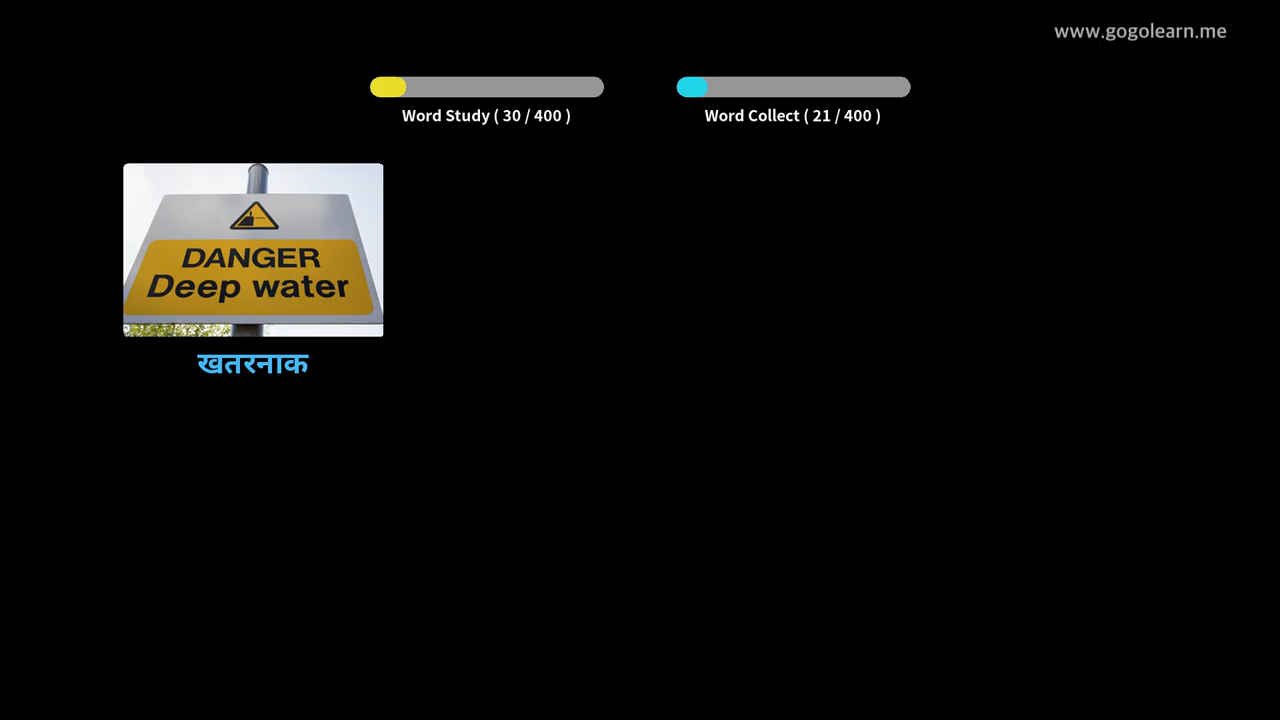 www.gogolearn.me
Word Study ( 30 / 400 )
Word Collect ( 21 / 400 )
DANGER
Deep water
खतरनाक